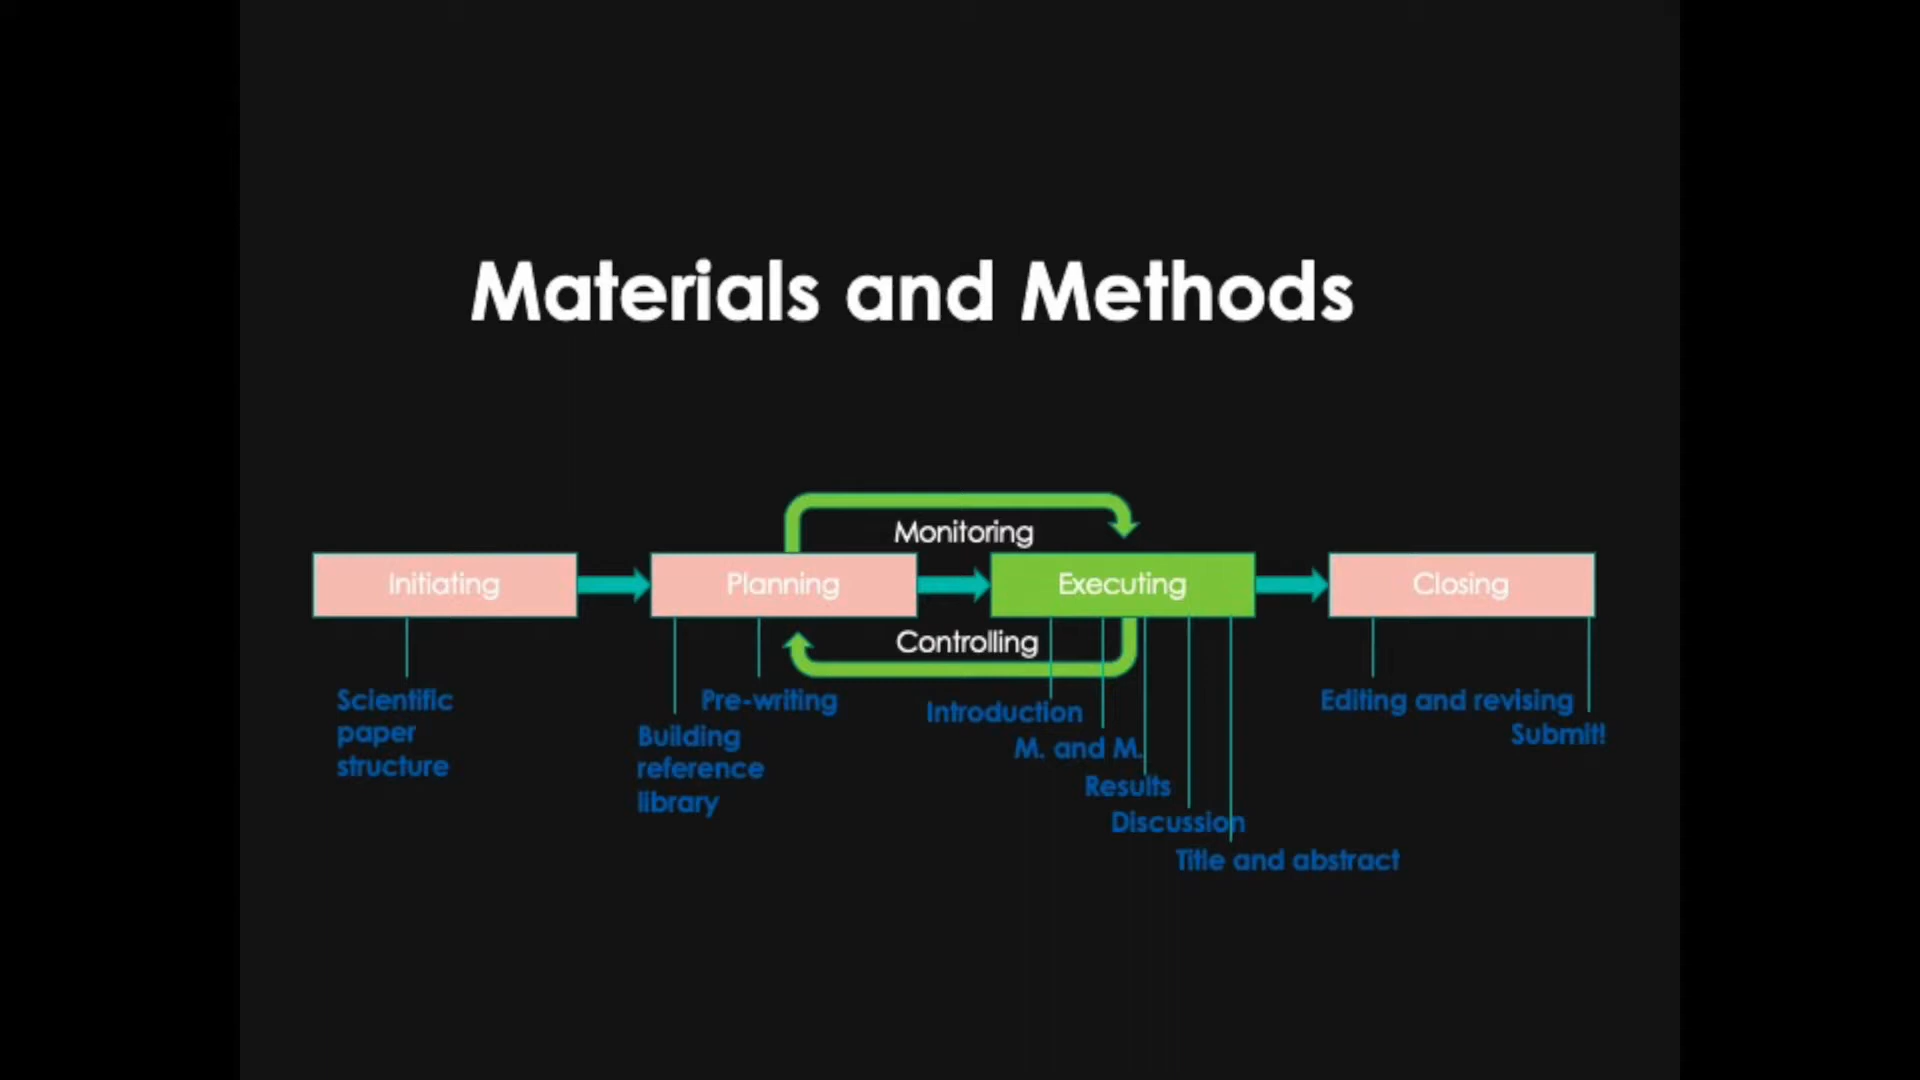 Materials and Methods
Monitoring
Initiating
Planning
Executing
Closing
Controlling
Scientific
paper
structure
Pre-writing
Building
reference
library
Introduction
M. and M.
Results
Discussion
Title and abstract
Editing and revising
Submit!